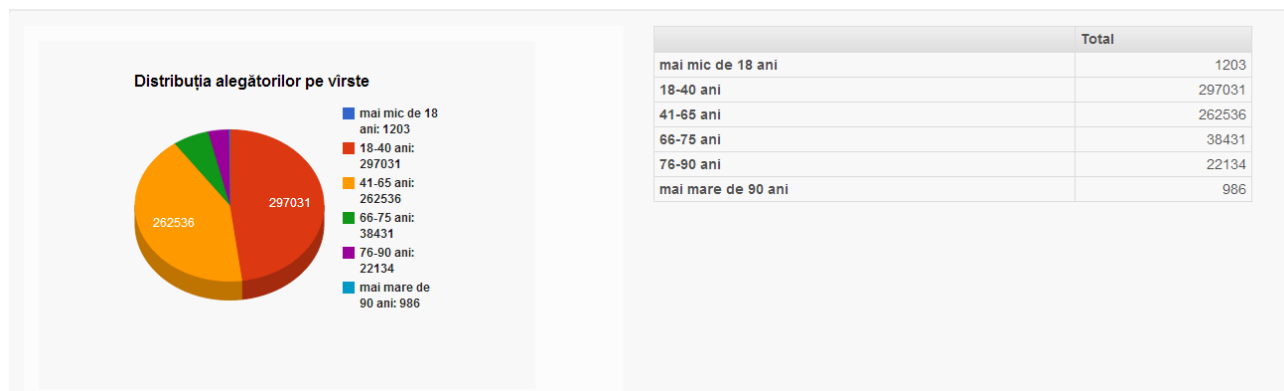 Distribuția alegătorilor pe vîrste
mai mic de 18
ani: 1203
18-40 ani:
297031
41-65 ani:
262536
66-75 ani:
38431
76-90 ani:
22134
mai mare de
90 ani: 986
297031
262536
Total
mai mic de 18 ani 1203
18-40 ani 297031
41-65 ani 262536
66-75 ani 38431
76-90 ani 22134
mai mare de 90 ani 986